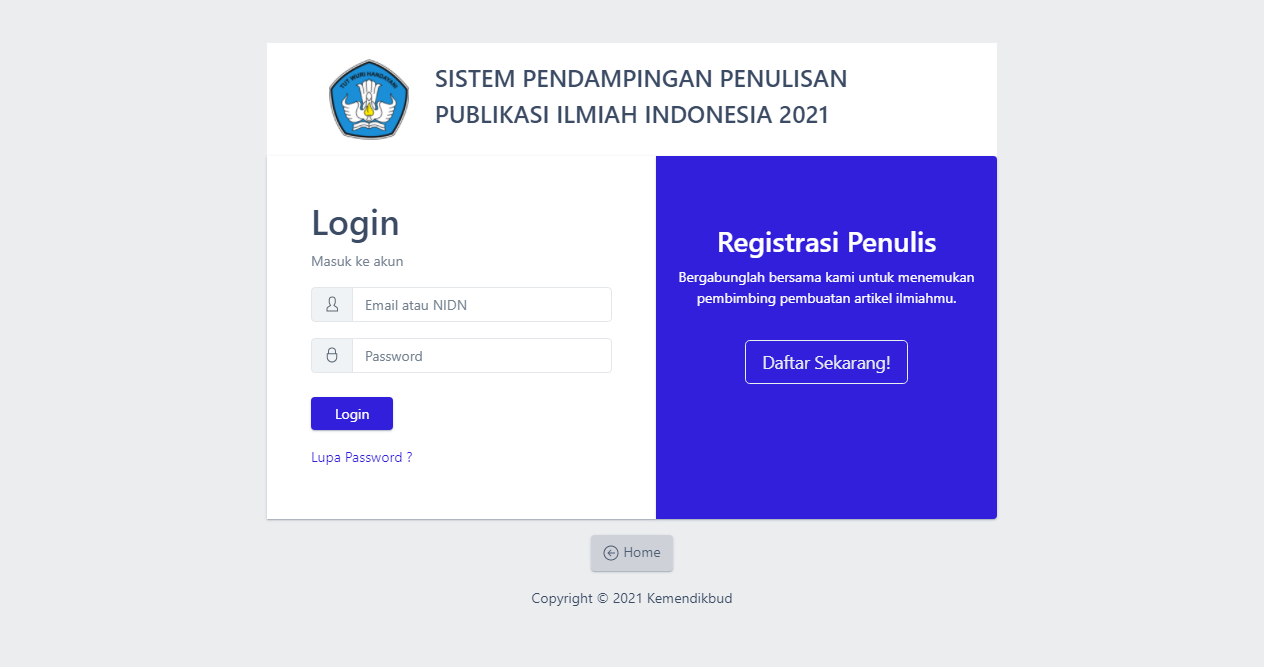 TUT WURI HANDAYANI
SISTEM PENDAMPINGAN PENULISAN
PUBLIKASI ILMIAH INDONESIA 2021
Login
Masuk ke akun
Email atau NIDN
Password
Login
Lupa Password ?
Registrasi Penulis
Bergabunglah bersama kami untuk menemukan
pembimbing pembuatan artikel ilmiahmu.
Daftar Sekarang!
Home
Copyright © 2021 Kemendikbud